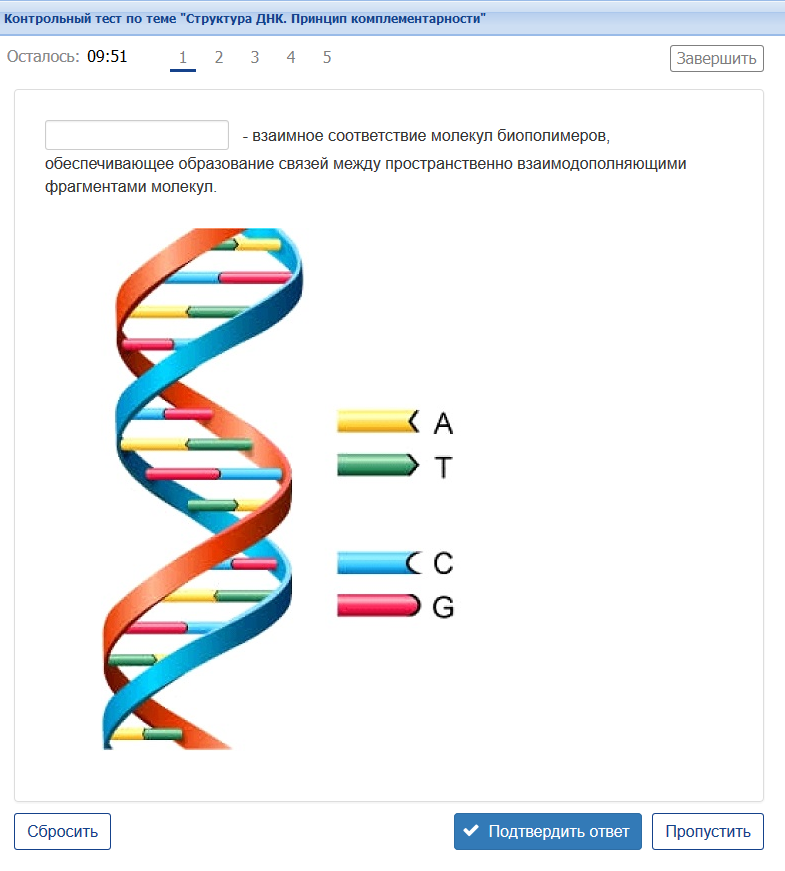 Контрольный тест по теме "Структура ДНК. Принцип комплементарности"
Осталось: 09:51 1 2 3 4 5 Завершить
- взаимное соответствие молекул биополимеров,
обеспечивающее образование связей между пространственно взаимодополняющими
фрагментами молекул.
A
T
C
G
Сбросить Подтвердить ответ Пропустить